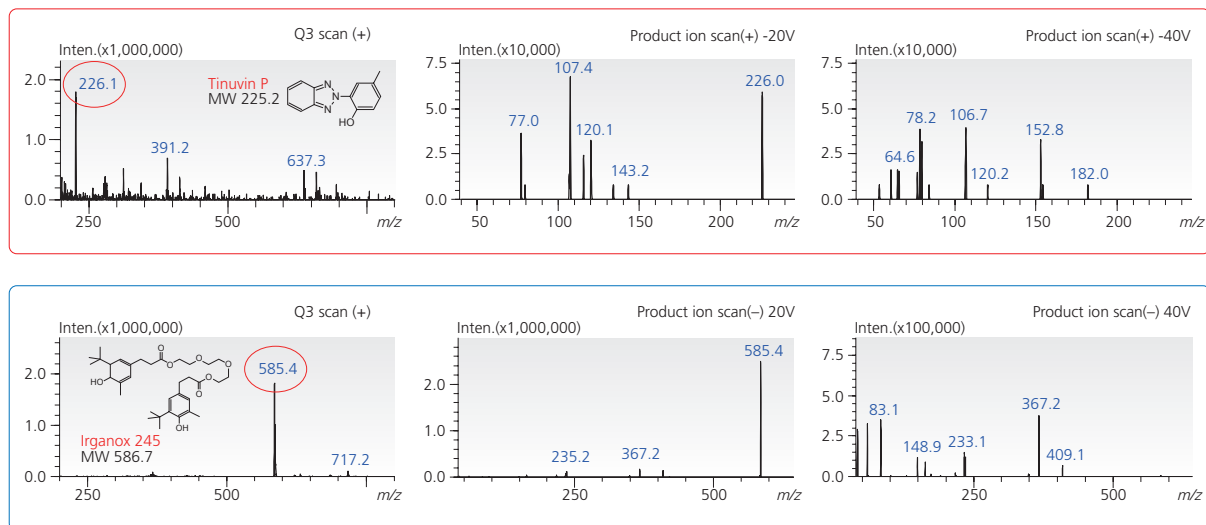 Q3 scan (+)
Inten.(x1,000,000)
2.0
1.0
0.0
226.1
391.2
637.3
Tinuvin P
MW 225.2
N
N
N
HO
250
500
m/z
Product ion scan(+) -20V
Inten.(x10,000)
7.5
5.0
2.5
0.0
77.0
107.4
120.1
143.2
226.0
50
100
150
200
m/z
Product ion scan(+) -40V
Inten.(x10,000)
7.5
5.0
2.5
0.0
64.6
78.2
106.7
120.2
152.8
182.0
50
100
150
200
m/z
Q3 scan (+)
Inten.(x1,000,000)
2.0
1.0
0.0
O
O
O
O
HO
O
O
OH
Irganox 245
MW 586.7
585.4
717.2
250
500
m/z
Product ion scan(–) 20V
Inten.(x1,000,000)
2.0
1.0
0.0
235.2
367.2
585.4
250
500
m/z
Product ion scan(–) 40V
Inten.(x100,000)
7.5
5.0
2.5
0.0
83.1
148.9
233.1
367.2
409.1
250
500
m/z